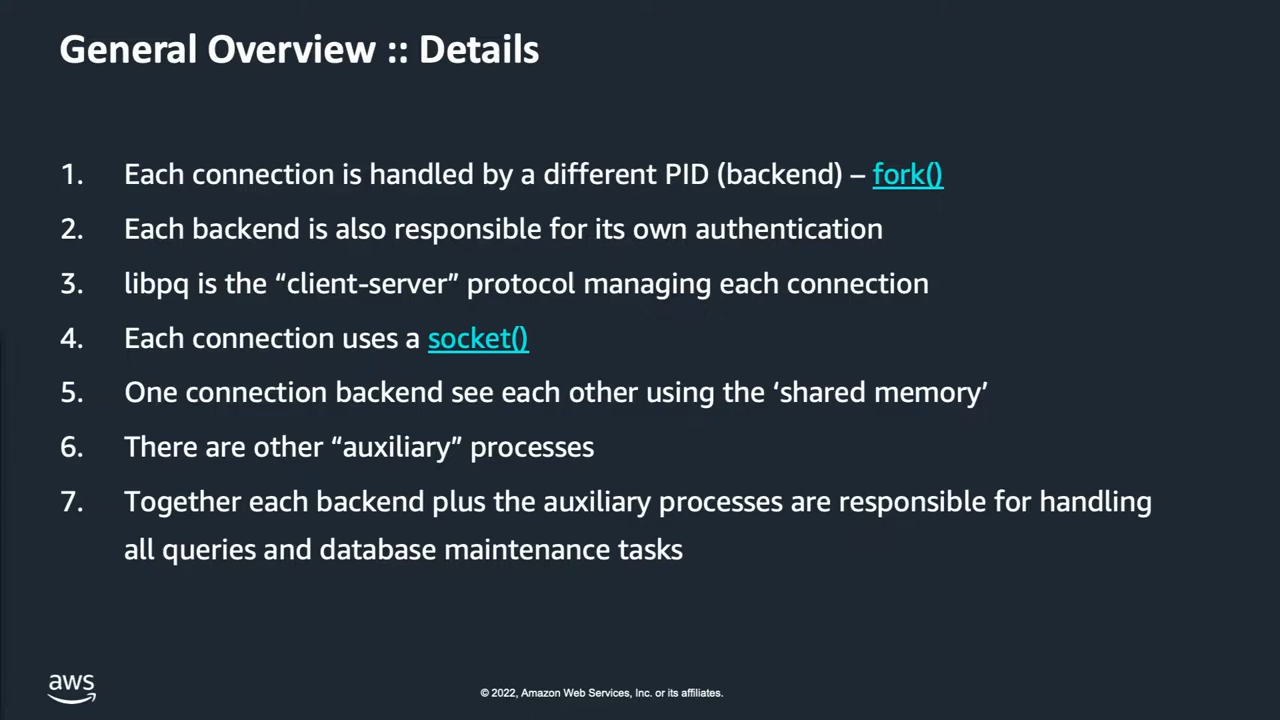 General Overview :: Details
1. Each connection is handled by a different PID (backend) – fork()
2. Each backend is also responsible for its own authentication
3. libpq is the “client-server” protocol managing each connection
4. Each connection uses a socket()
5. One connection backend see each other using the ‘shared memory’
6. There are other “auxiliary” processes
7. Together each backend plus the auxiliary processes are responsible for handling
all queries and database maintenance tasks
aws
© 2022, Amazon Web Services, Inc. or its affiliates.